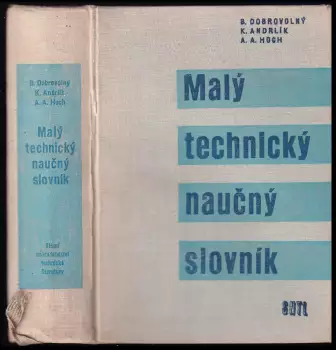 B. Dobrovolný
K. Andrlík
A. A. Hoch
Malý
technický
naučný
slovník
B. DOBROVOLNÝ
K. ANDRLÍK
A. A. HOCH
Malý
technický
naučný
slovník
SNTL